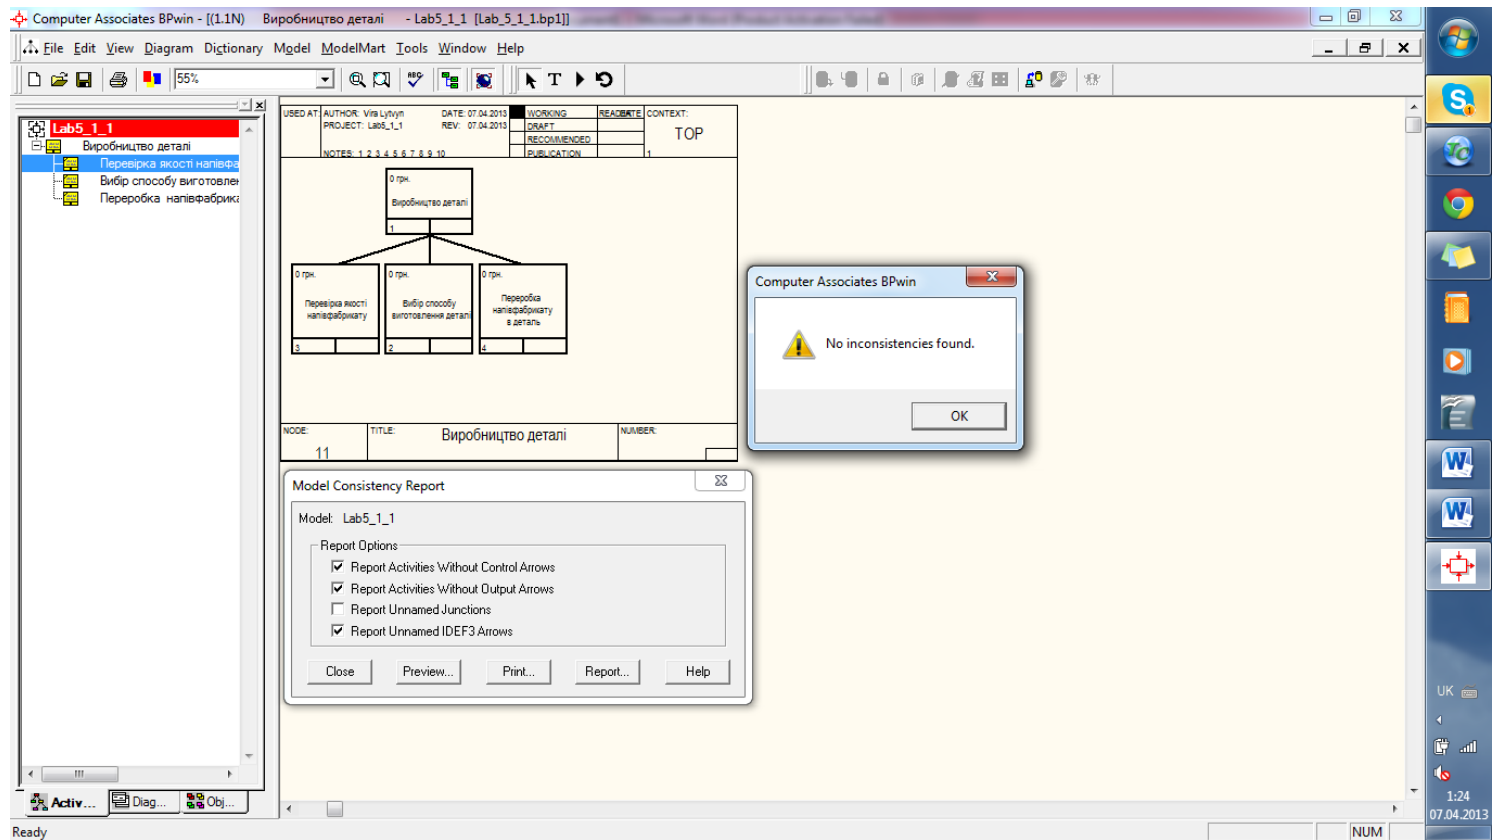 Computer Associates BPwin - [(1.1N) Виробництво деталі - Lab5_1_1 [Lab_5_1_1.bp1]]
File Edit View Diagram Dictionary Model ModelMart Tools Window Help
55%
Lab5_1_1
Виробництво деталі
Перевірка якості напівфа
Вибір способу виготовлен
Переробка напівфабрика
Activ...
Diag...
Obj...
USED AT:
AUTHOR: Vira Lytvyn
DATE: 07.04.2013
PROJECT: Lab5_1_1
REV: 07.04.2013
NOTES: 1 2 3 4 5 6 7 8 9 10
WORKING
DRAFT
RECOMMENDED
PUBLICATION
READER
DATE
CONTEXT:
TOP
1
0 грн.
Виробництво деталі
1
0 грн.
Перевірка якості
напівфабрикату
3
0 грн.
Вибір способу
виготовлення деталі
2
0 грн.
Переробка
напівфабрикату
в деталь
4
NODE:
11
TITLE:
Виробництво деталі
NUMBER:
Computer Associates BPwin
No inconsistencies found.
OK
Model Consistency Report
Model: Lab5_1_1
Report Options
Report Activities Without Control Arrows
Report Activities Without Output Arrows
Report Unnamed Junctions
Report Unnamed IDEF3 Arrows
Close
Preview...
Print...
Report...
Help
UK
1:24
07.04.2013
Ready
NUM